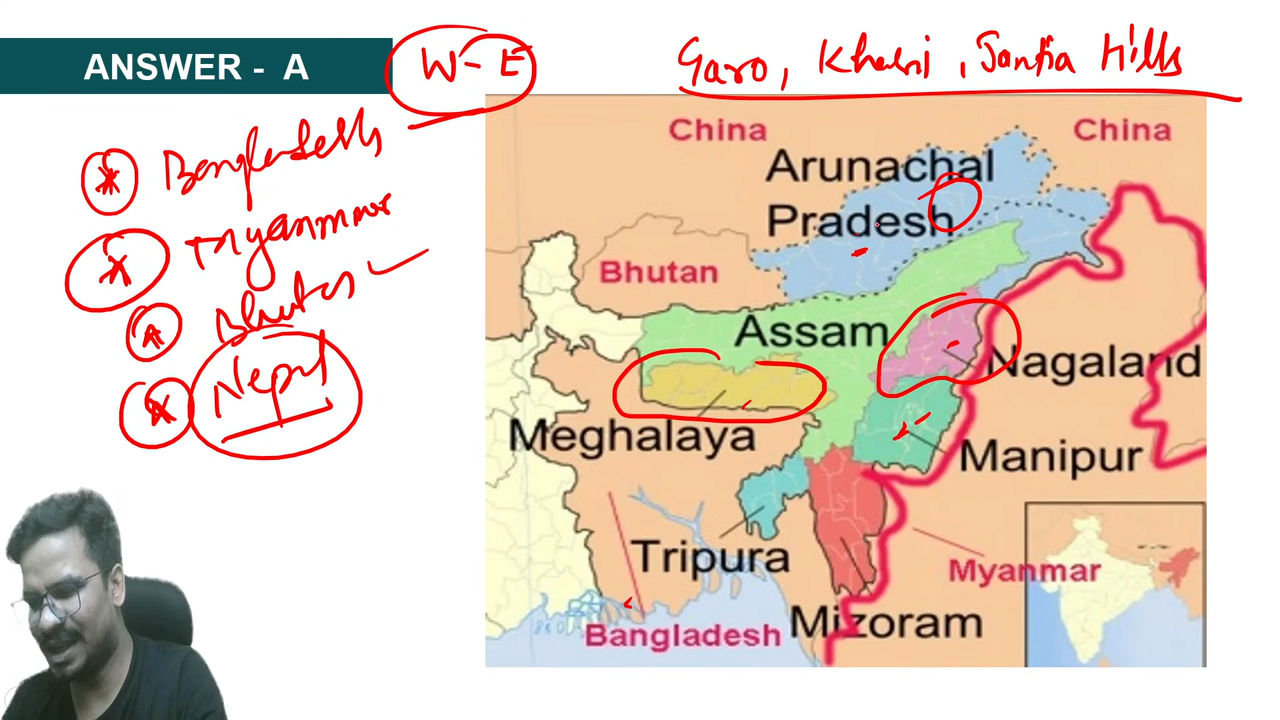 ANSWER - A
W-E
Garo, Khasi, Jantia Hills
Bangladesh
Myanmar
Bhutan
Nepal
China
China
Arunachal
Pradesh
Bhutan
Assam
Nagaland
Meghalaya
Manipur
Tripura
Myanmar
Mizoram
Bangladesh